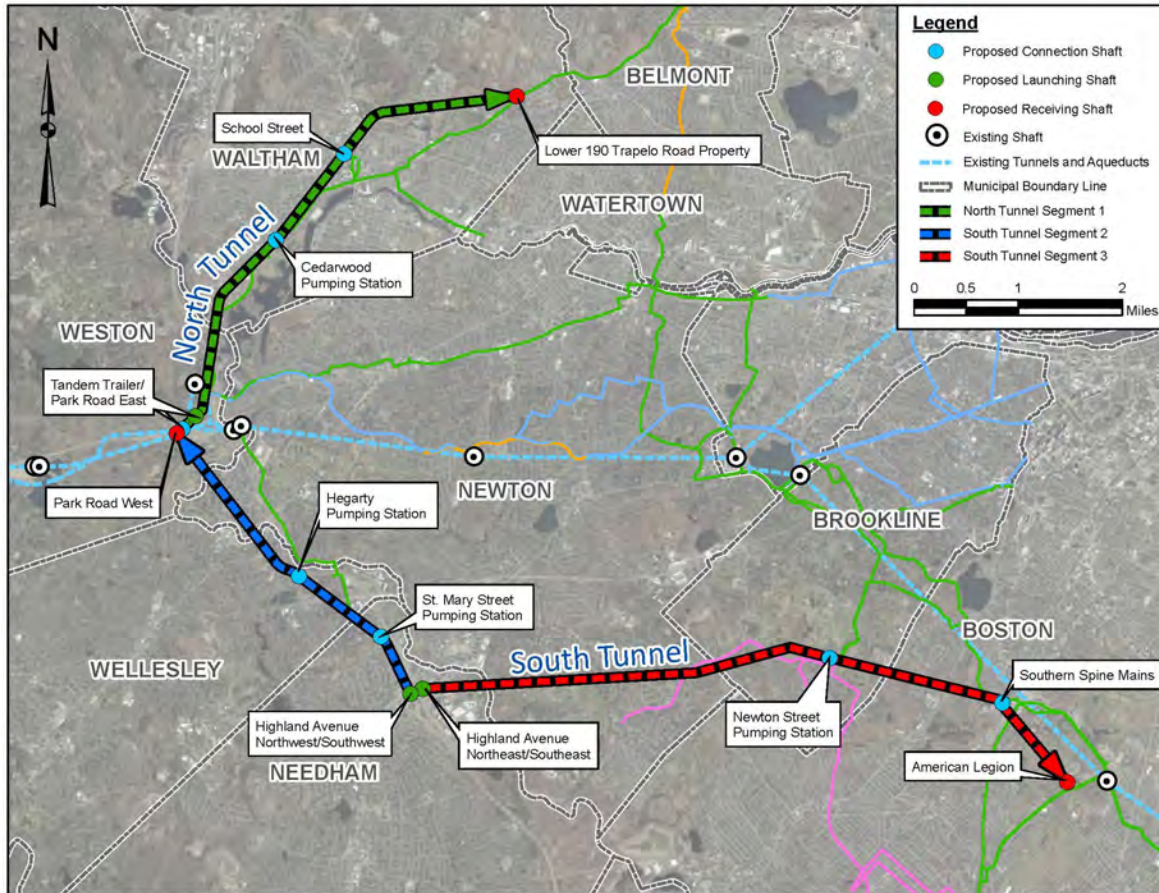 N
BELMONT
School Street
WALTHAM
Lower 190 Trapelo Road Property
WATERTOWN
North Tunnel
Cedarwood
Pumping Station
WESTON
Tandem Trailer/
Park Road East
Park Road West
NEWTON
Hegarty
Pumping Station
BROOKLINE
St. Mary Street
Pumping Station
BOSTON
WELLESLEY
South Tunnel
Southern Spine Mains
Highland Avenue
Northwest/Southwest
Highland Avenue
Northeast/Southeast
Newton Street
Pumping Station
NEEDHAM
American Legion
Legend
Proposed Connection Shaft
Proposed Launching Shaft
Proposed Receiving Shaft
Existing Shaft
Existing Tunnels and Aqueducts
Municipal Boundary Line
North Tunnel Segment 1
South Tunnel Segment 2
South Tunnel Segment 3
0 0.5 1 2
Miles